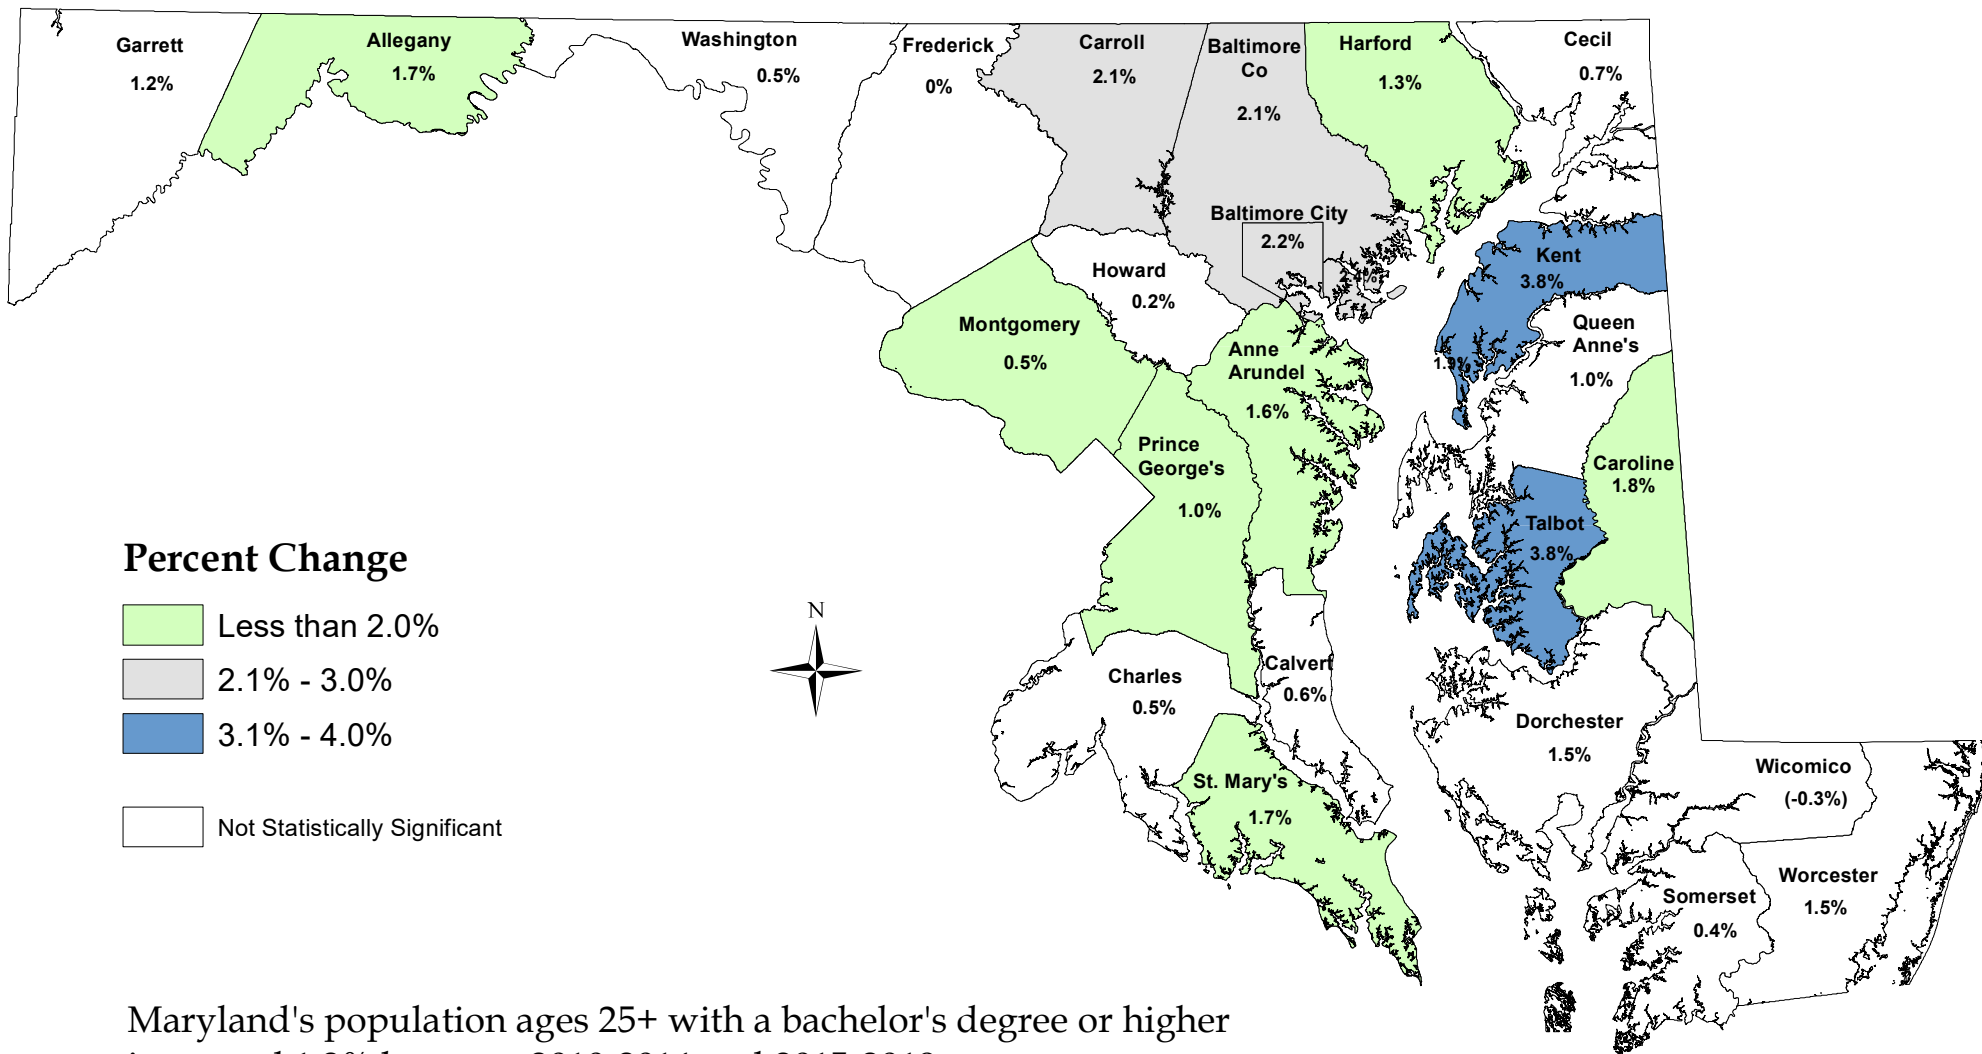 Garrett
1.2%
Allegany
1.7%
Washington
0.5%
Frederick
0%
Carroll
2.1%
Baltimore
Co
2.1%
Harford
1.3%
Cecil
0.7%
Baltimore City
2.2%
Howard
0.2%
Kent
3.8%
Montgomery
0.5%
Anne
Arundel
1.6%
Queen
Anne's
1.0%
1.9%
Prince
George's
1.0%
Caroline
1.8%
Talbot
3.8%
Percent Change
Less than 2.0%
2.1% - 3.0%
3.1% - 4.0%
Not Statistically Significant
N
Charles
0.5%
Calvert
0.6%
Dorchester
1.5%
St. Mary's
1.7%
Wicomico
(-0.3%)
Worcester
1.5%
Somerset
0.4%
Maryland's population ages 25+ with a bachelor's degree or higher